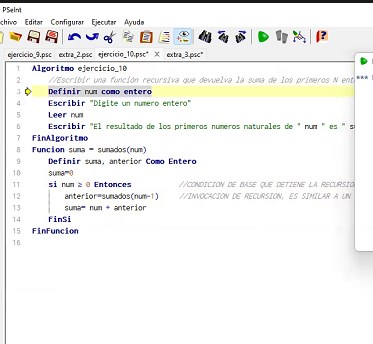 PSeInt
chivo Editar Configurar Ejecutar Ayuda
ejercicio_9.psc extra_2.psc ejercicio_10.psc* X extra_3.psc*
1 Algoritmo ejercicio_10
2 //Escribir una función recursiva que devuelva la suma de los primeros N ent
3 Definir num como entero
4 Escribir "Digite un numero entero"
5 Leer num
6 Escribir "El resultado de los primeros numeros naturales de " num " es " s
7 FinAlgoritmo
8 Funcion suma = sumados(num)
9 Definir suma, anterior Como Entero
10 suma=0
11 si num ≥ 0 Entonces //CONDICION DE BASE QUE DETIENE LA RECURSIO
12 anterior=sumados(num-1) //INVOCACION DE RECURSION, ES SIMILAR A UN
13 suma= num + anterior
14 FinSi
15 FinFuncion
16
***